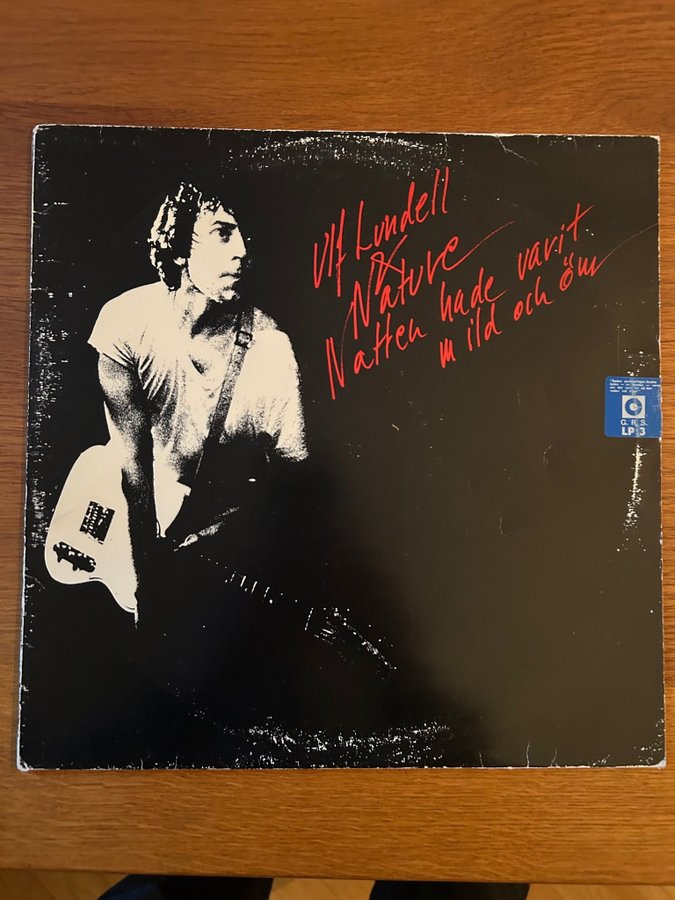 Ulf Lundell
&
Nature
Natten hade varit
mild och öm
G. R. S.
LP 3